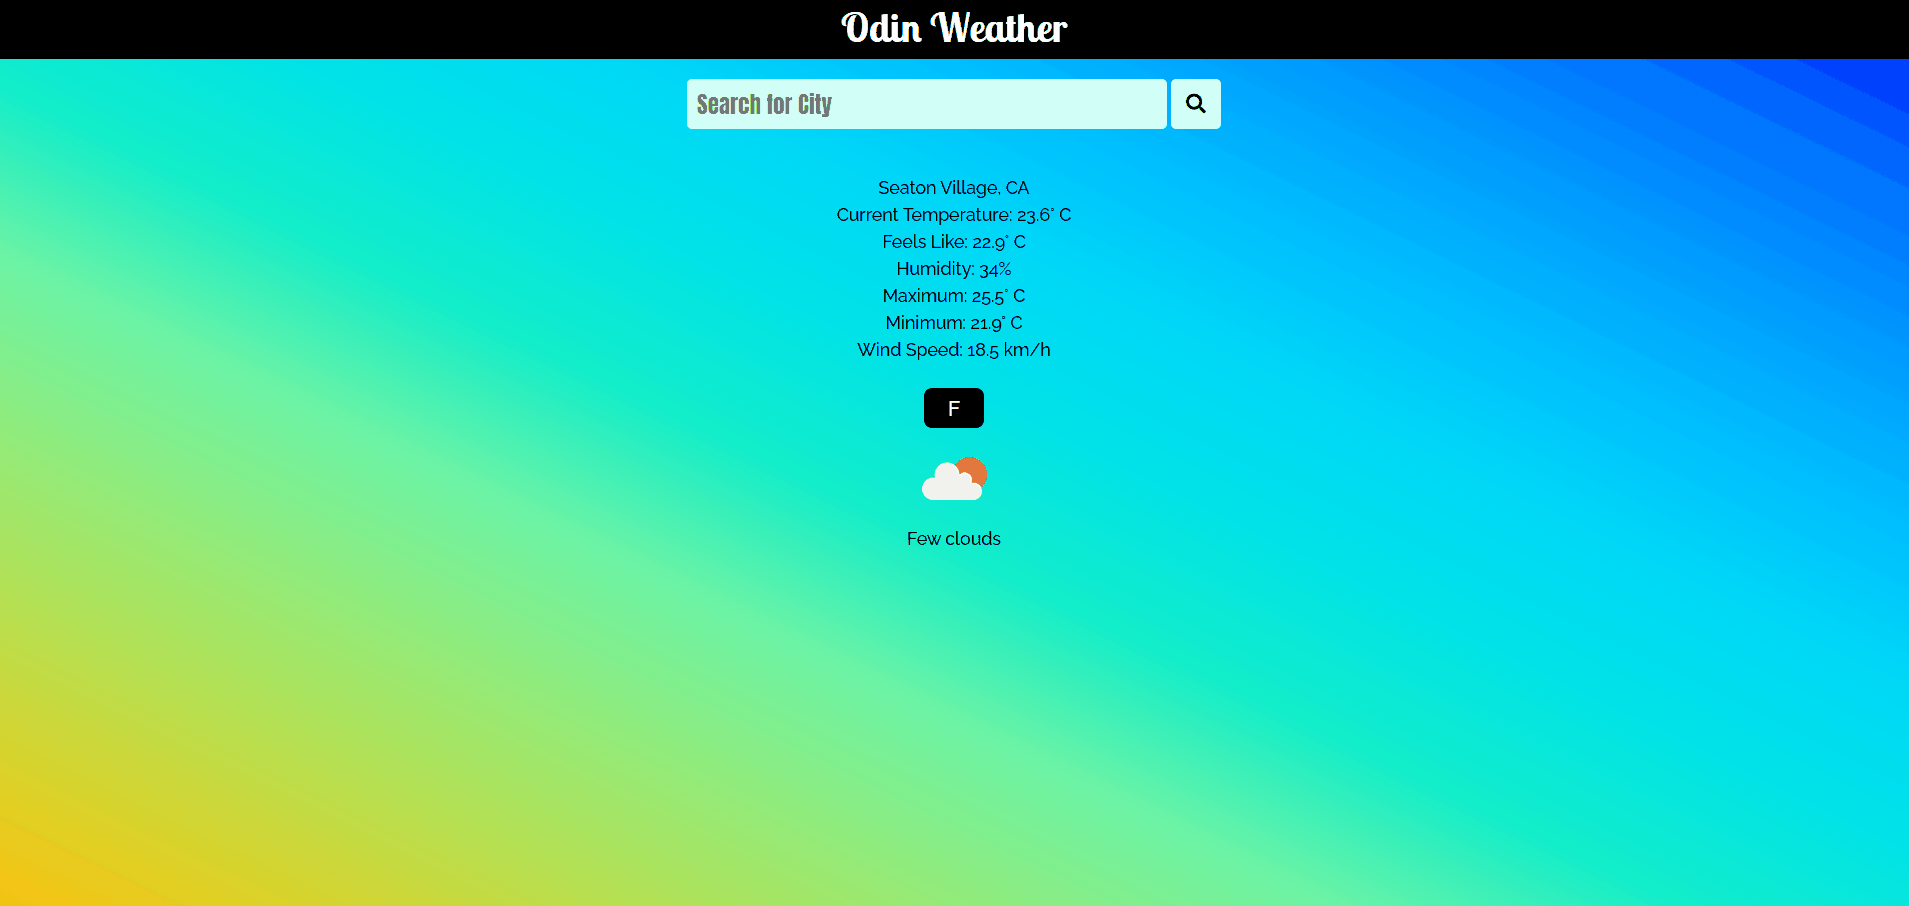 Odin Weather
Search for City
Seaton Village, CA
Current Temperature: 23.6° C
Feels Like: 22.9° C
Humidity: 34%
Maximum: 25.5° C
Minimum: 21.9° C
Wind Speed: 18.5 km/h
F
Few clouds